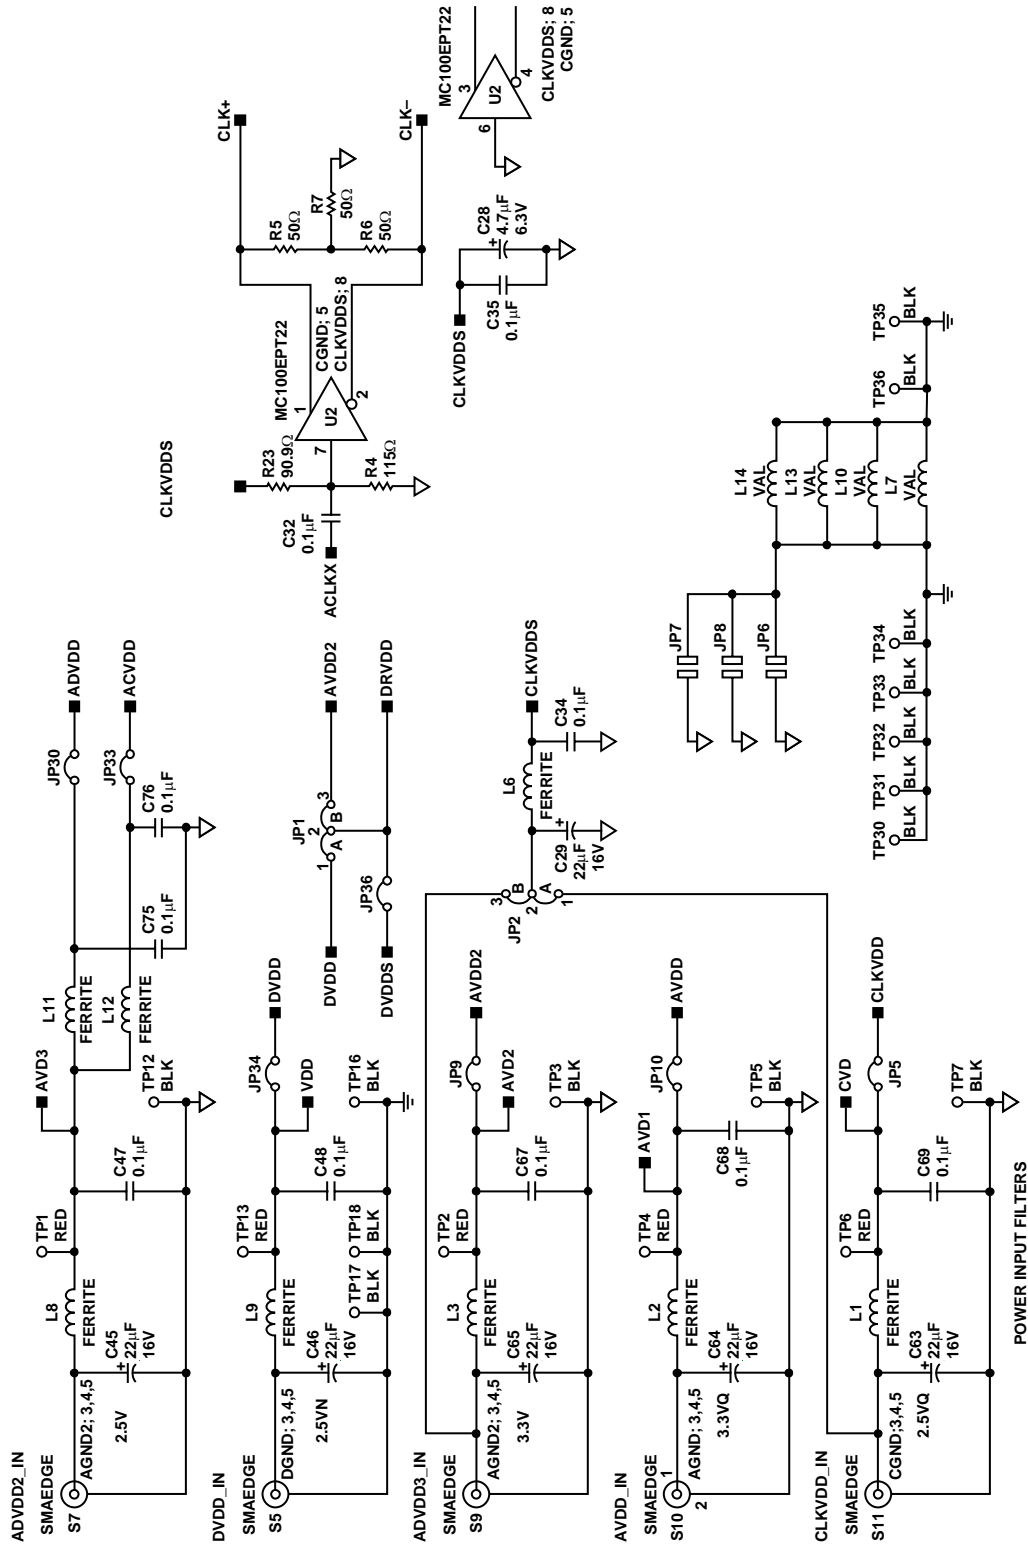 ADVDD2_IN
SMAEDGE
S7
AGND2; 3,4,5
2.5V
C45
22µF
16V
L8
FERRITE
TP1
RED
C47
0.1µF
AVD3
TP12
BLK
L11
FERRITE
L12
FERRITE
C75
0.1µF
C76
0.1µF
JP30
ADVDD
JP33
ACVDD
DVDD_IN
SMAEDGE
S5
DGND; 3,4,5
2.5VN
C46
22µF
16V
L9
FERRITE
TP13
RED
TP17
BLK
TP18
BLK
C48
0.1µF
VDD
TP16
BLK
JP34
DVDD
DVDD
1
JP1
2
A
B
3
AVDD2
DVDDS
JP36
DRVDD
ADVDD3_IN
SMAEDGE
S9
AGND2; 3,4,5
3.3V
C65
22µF
16V
L3
FERRITE
TP2
RED
C67
0.1µF
AVD2
TP3
BLK
JP9
AVDD2
3
B
JP2
2
A
1
C29
22µF
16V
L6
FERRITE
C34
0.1µF
CLKVDDS
AVDD_IN
SMAEDGE
S10
1
2
AGND; 3,4,5
3.3VQ
C64
22µF
16V
L2
FERRITE
TP4
RED
AVD1
C68
0.1µF
TP5
BLK
JP10
AVDD
CLKVDD_IN
SMAEDGE
S11
CGND;3,4,5
2.5VQ
C63
22µF
16V
L1
FERRITE
TP6
RED
C69
0.1µF
CVD
TP7
BLK
JP5
CLKVDD
POWER INPUT FILTERS
CLKVDDS
ACLKX
C32
0.1µF
R23
90.9Ω
R4
115Ω
7
U2
1
2
MC100EPT22
CGND; 5
CLKVDDS; 8
R5
50Ω
R7
50Ω
R6
50Ω
CLK+
CLK–
CLKVDDS
C35
0.1µF
C28
4.7µF
6.3V
MC100EPT22
6
U2
3
4
CLKVDDS; 8
CGND; 5
JP7
JP8
JP6
L14
VAL
L13
VAL
L10
VAL
L7
VAL
TP30
BLK
TP31
BLK
TP32
BLK
TP33
BLK
TP34
BLK
TP36
BLK
TP35
BLK